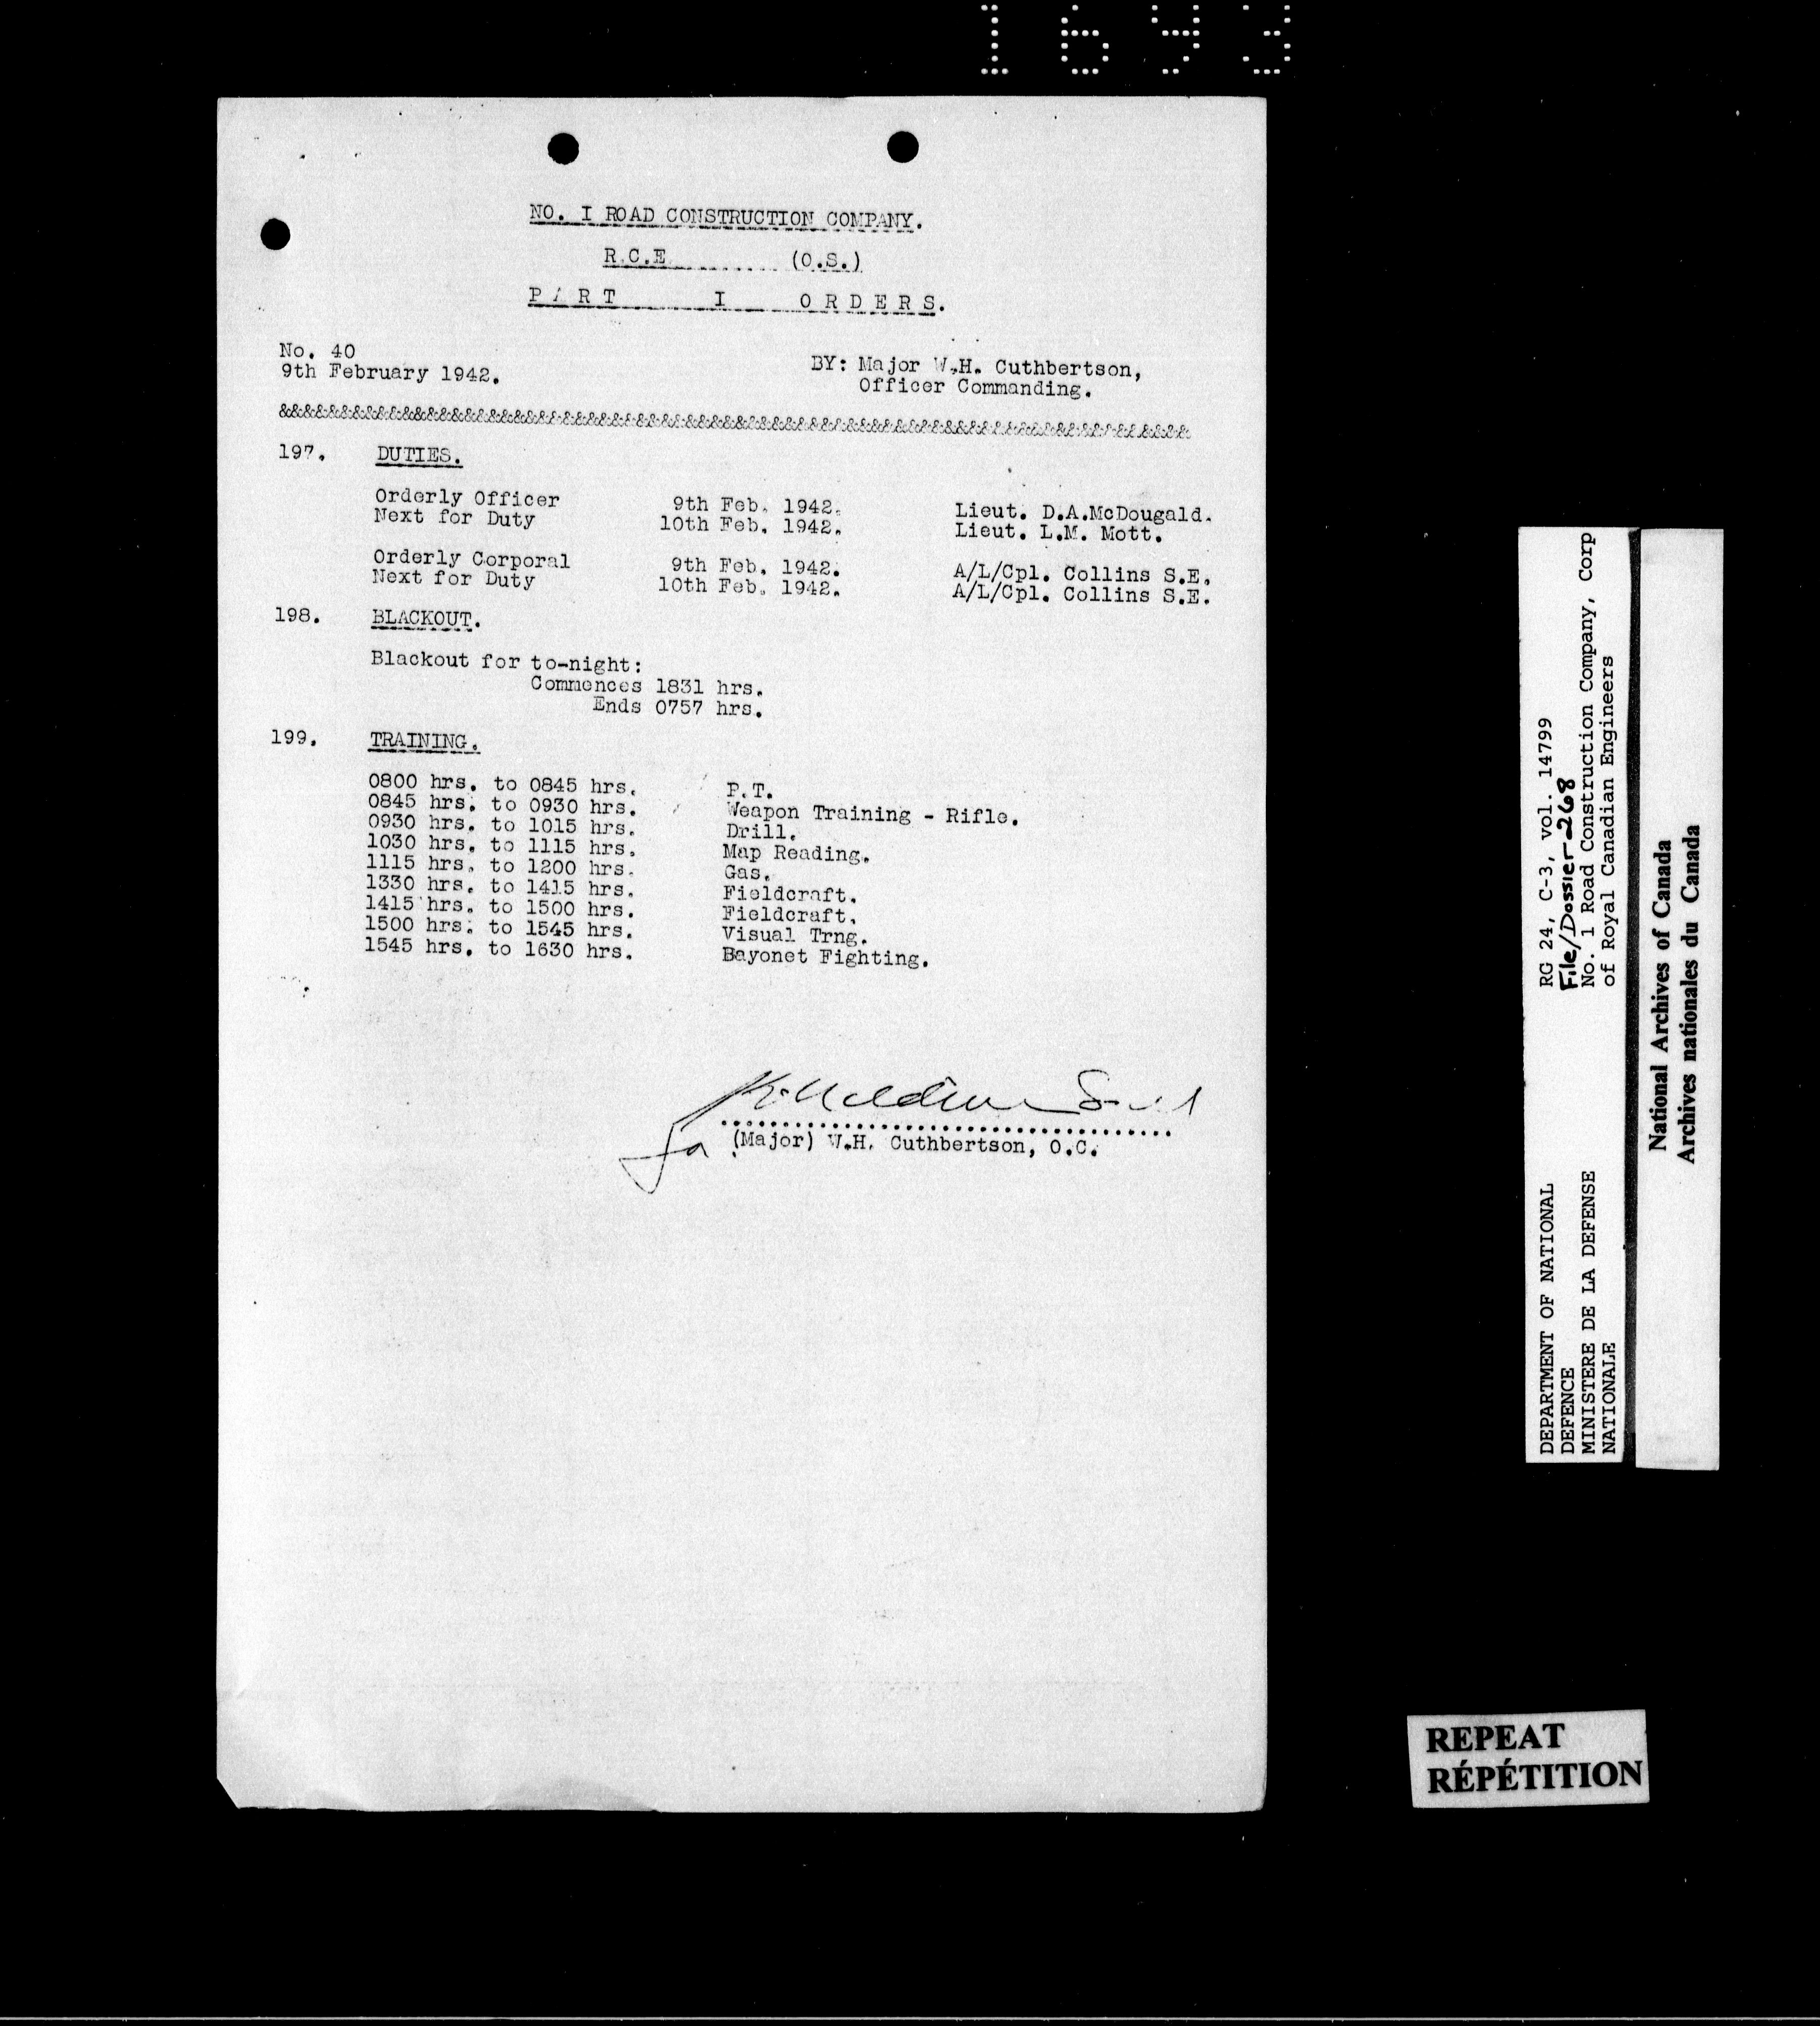 1693
NO. I ROAD CONSTRUCTION COMPANY.
R.C.E. (O.S.)
PART I ORDERS.
No. 40
9th February 1942.
BY: Major W.H. Cuthbertson,
Officer Commanding.
&&&&&&&&&&&&&&&&&&&&&&&&&&&&&&&&&&&&&&&&&&&&&&&&&&&&&&&&&&&&&&&&&&&&&&&&&&&
197. DUTIES.
Orderly Officer 9th Feb. 1942. Lieut. D.A.McDougald.
Next for Duty 10th Feb. 1942. Lieut. L.M. Mott.
Orderly Corporal 9th Feb. 1942. A/L/Cpl. Collins S.E.
Next for Duty 10th Feb. 1942. A/L/Cpl. Collins S.E.
198. BLACKOUT.
Blackout for to-night:
Commences 1831 hrs.
Ends 0757 hrs.
199. TRAINING.
0800 hrs. to 0845 hrs. P.T.
0845 hrs. to 0930 hrs. Weapon Training - Rifle.
0930 hrs. to 1015 hrs. Drill.
1030 hrs. to 1115 hrs. Map Reading.
1115 hrs. to 1200 hrs. Gas.
1330 hrs. to 1415 hrs. Fieldcraft.
1415 hrs. to 1500 hrs. Fieldcraft.
1500 hrs. to 1545 hrs. Visual Trng.
1545 hrs. to 1630 hrs. Bayonet Fighting.
(Major) W.H. Cuthbertson, O.C.
DEPARTMENT OF NATIONAL
DEFENCE
MINISTERE DE LA DEFENSE
NATIONALE
RG 24, C-3, vol. 14799
File/Dossier-268
No. 1 Road Construction Company, Corp
of Royal Canadian Engineers
National Archives of Canada
Archives nationales du Canada
REPEAT
RÉPÉTITION